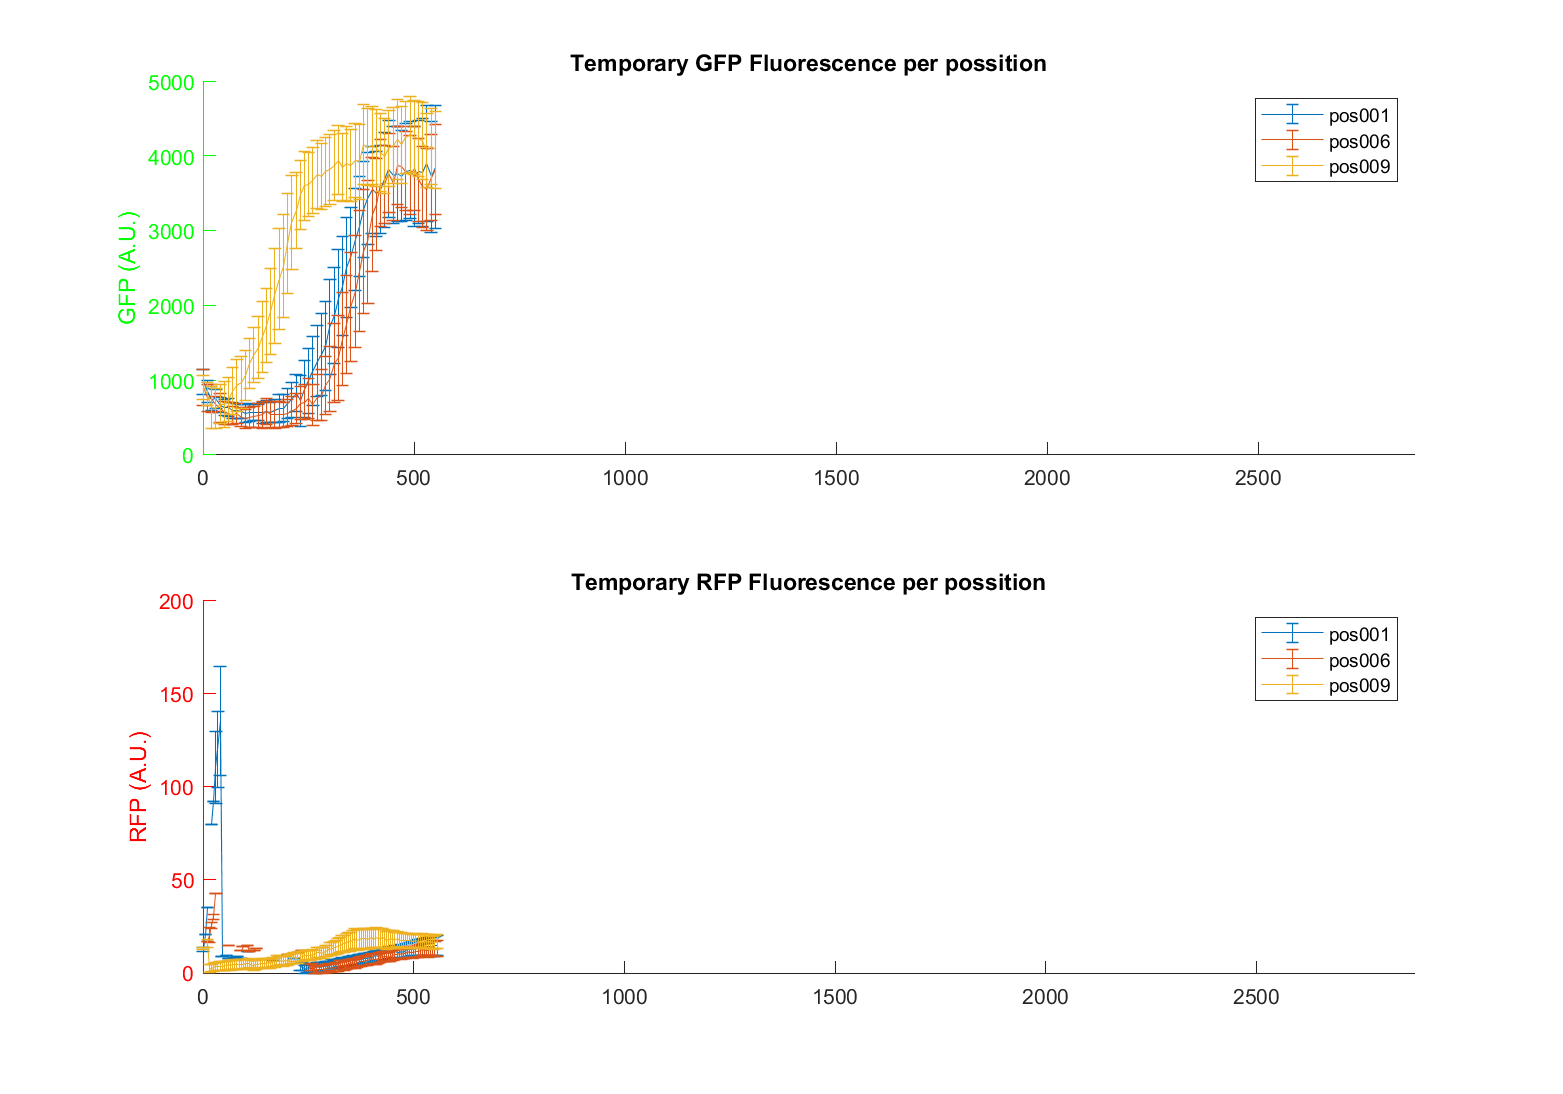 Temporary GFP Fluorescence per possition
5000
4000
3000
2000
1000
0
GFP (A.U.)
0 500 1000 1500 2000 2500
pos001
pos006
pos009
Temporary RFP Fluorescence per possition
200
150
100
50
0
RFP (A.U.)
0 500 1000 1500 2000 2500
pos001
pos006
pos009